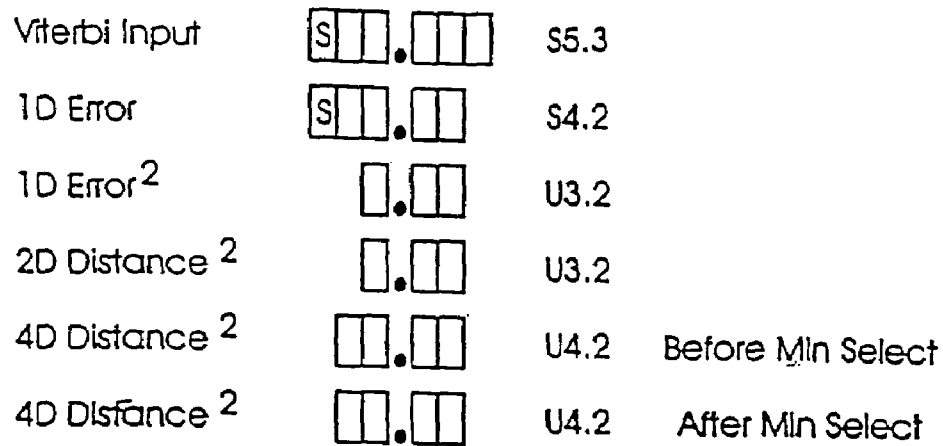 Viterbi Input S S5.3
1D Error S S4.2
1D Error2 U3.2
2D Distance 2 U3.2
4D Distance 2 U4.2 Before Min Select
4D Distance 2 U4.2 After Min Select